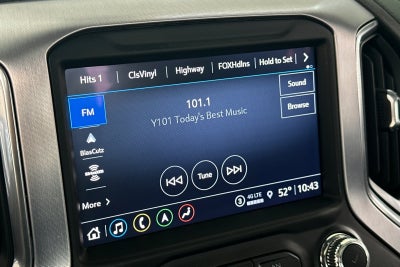 Hits 1 ClsVinyl Highway FOXHdlns Hold to Set
FM
101.1
Y101 Today's Best Music
Sound
Browse
BlasCutz
Tune
More
4G LTE
52° 10:43